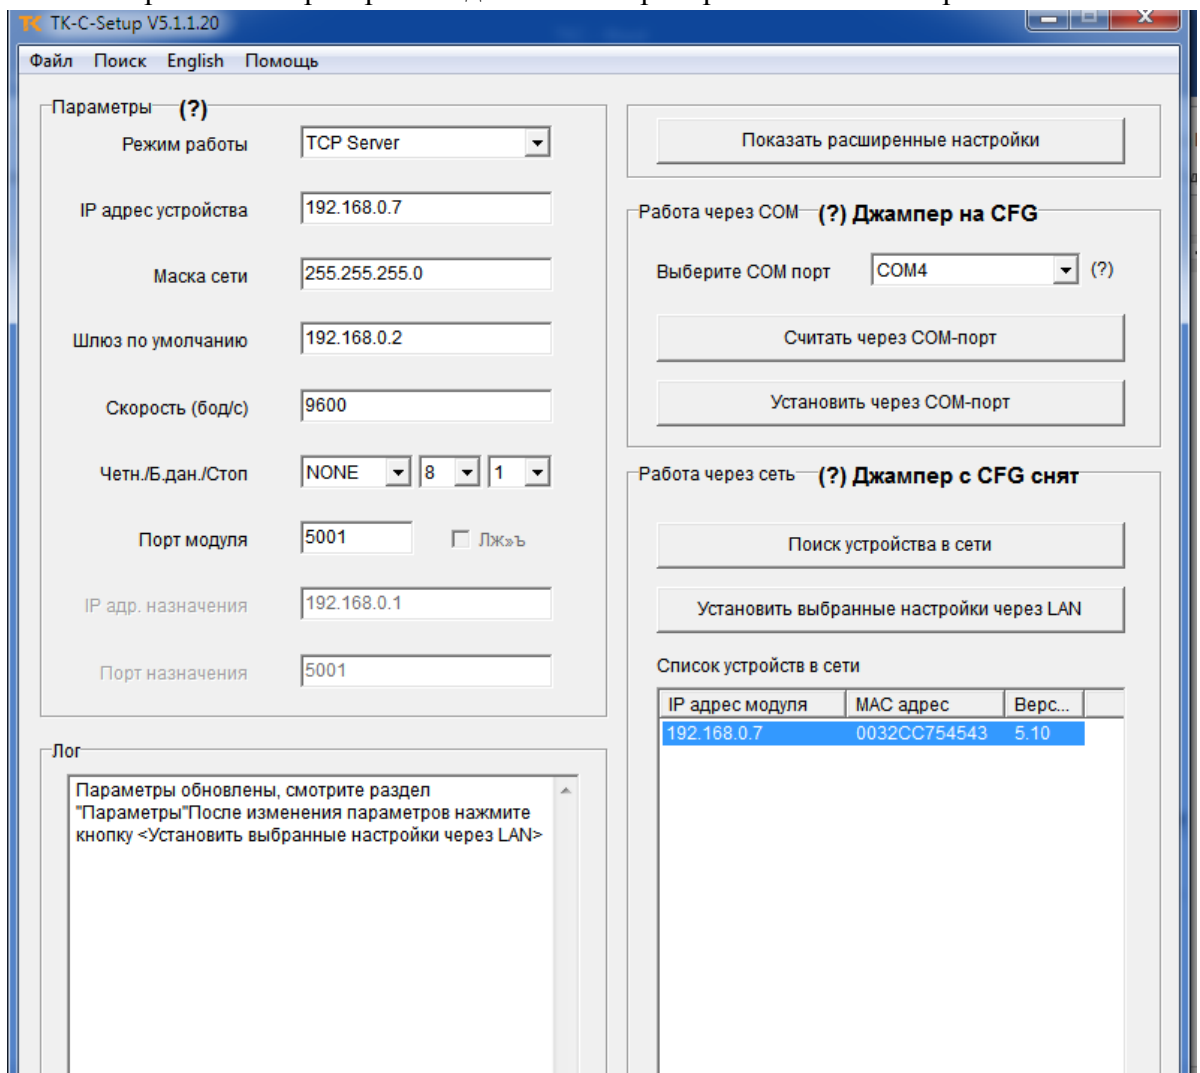 TK-C-Setup V5.1.1.20
Файл Поиск English Помощь
Параметры (?)
Режим работы TCP Server
IP адрес устройства 192.168.0.7
Маска сети 255.255.255.0
Шлюз по умолчанию 192.168.0.2
Скорость (бод/с) 9600
Четн./Б.дан./Стоп NONE 8 1
Порт модуля 5001 Лж»ъ
IP адр. назначения 192.168.0.1
Порт назначения 5001
Лог
Параметры обновлены, смотрите раздел
"Параметры"После изменения параметров нажмите
кнопку <Установить выбранные настройки через LAN>
Показать расширенные настройки
Работа через COM (?) Джампер на CFG
Выберите COM порт COM4 (?)
Считать через COM-порт
Установить через COM-порт
Работа через сеть (?) Джампер с CFG снят
Поиск устройства в сети
Установить выбранные настройки через LAN
Список устройств в сети
IP адрес модуля MAC адрес Верс...
192.168.0.7 0032CC754543 5.10